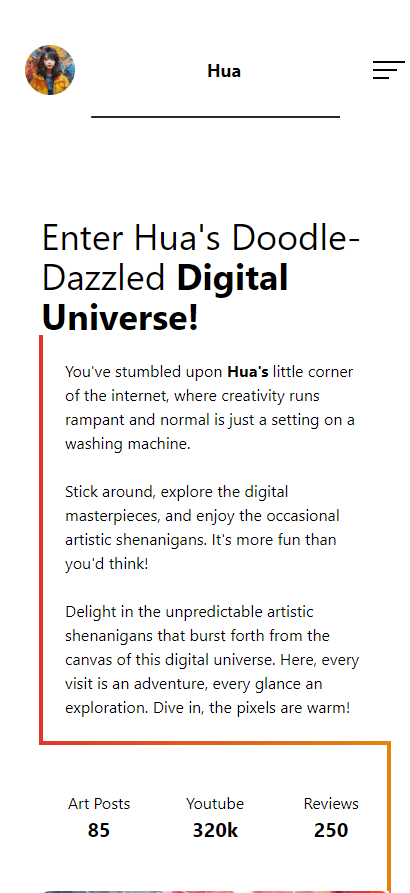 Hua
Enter Hua's Doodle-
Dazzled Digital
Universe!
You've stumbled upon Hua's little corner
of the internet, where creativity runs
rampant and normal is just a setting on a
washing machine.
Stick around, explore the digital
masterpieces, and enjoy the occasional
artistic shenanigans. It's more fun than
you'd think!
Delight in the unpredictable artistic
shenanigans that burst forth from the
canvas of this digital universe. Here, every
visit is an adventure, every glance an
exploration. Dive in, the pixels are warm!
Art Posts Youtube Reviews
85 320k 250